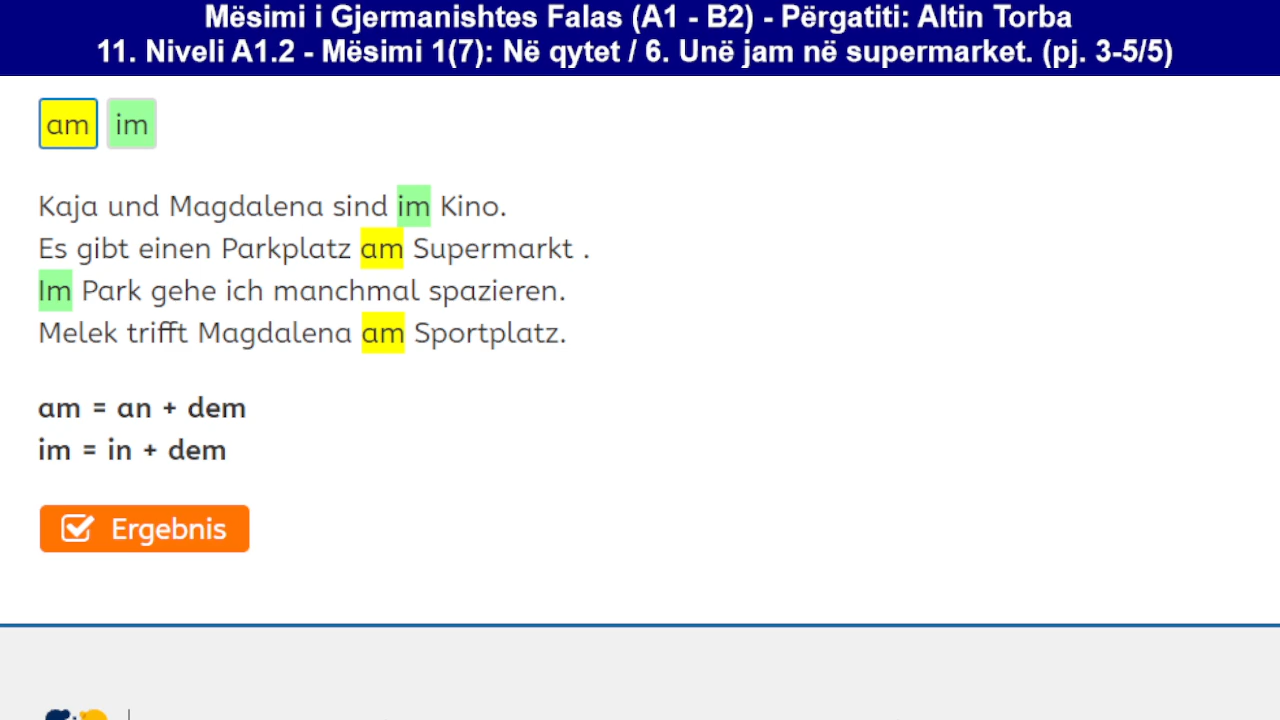 Mësimi i Gjermanishtes Falas (A1 - B2) - Përgatiti: Altin Torba
11. Niveli A1.2 - Mësimi 1(7): Në qytet / 6. Unë jam në supermarket. (pj. 3-5/5)
am im
Kaja und Magdalena sind im Kino.
Es gibt einen Parkplatz am Supermarkt .
Im Park gehe ich manchmal spazieren.
Melek trifft Magdalena am Sportplatz.
am = an + dem
im = in + dem
Ergebnis